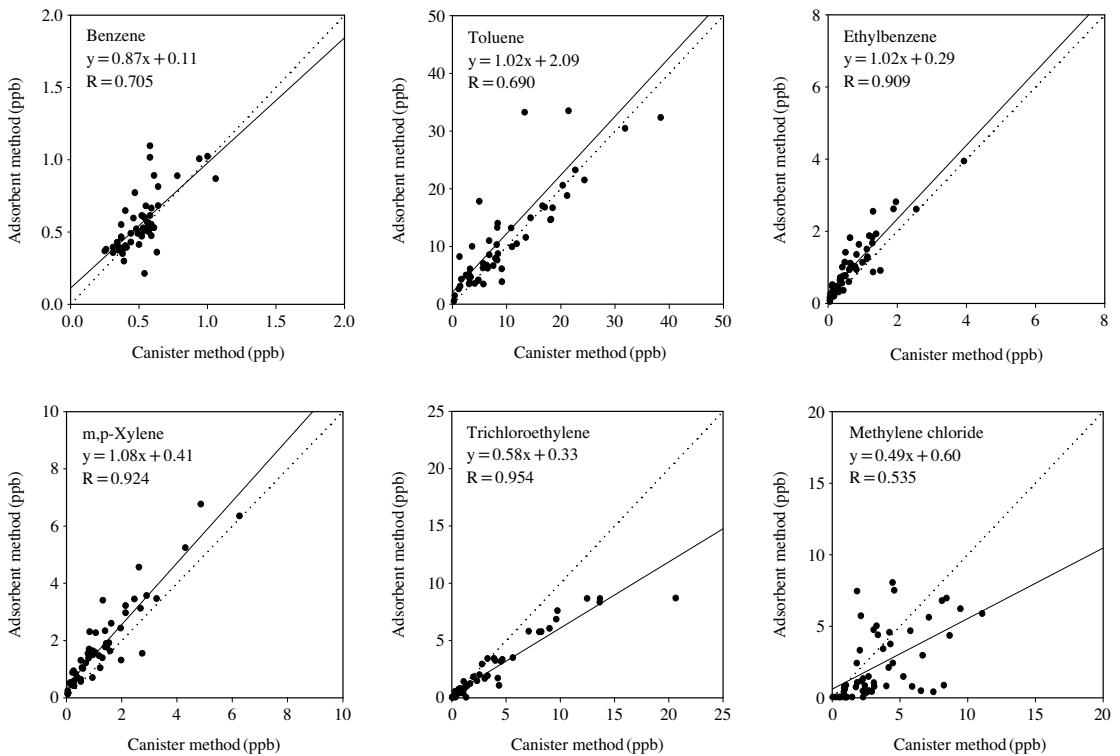 Benzene
y=0.87x+0.11
R=0.705
2.0
1.5
1.0
0.5
0.0
Adsorbent method (ppb)
0.0 0.5 1.0 1.5 2.0
Canister method (ppb)
Toluene
y=1.02x+2.09
R=0.690
50
40
30
20
10
0
Adsorbent method (ppb)
0 10 20 30 40 50
Canister method (ppb)
Ethylbenzene
y=1.02x+0.29
R=0.909
8
6
4
2
0
Adsorbent method (ppb)
0 2 4 6 8
Canister method (ppb)
m,p-Xylene
y=1.08x+0.41
R=0.924
10
8
6
4
2
0
Adsorbent method (ppb)
0 2 4 6 8 10
Canister method (ppb)
Trichloroethylene
y=0.58x+0.33
R=0.954
25
20
15
10
5
0
Adsorbent method (ppb)
0 5 10 15 20 25
Canister method (ppb)
Methylene chloride
y=0.49x+0.60
R=0.535
20
15
10
5
0
Adsorbent method (ppb)
0 5 10 15 20
Canister method (ppb)